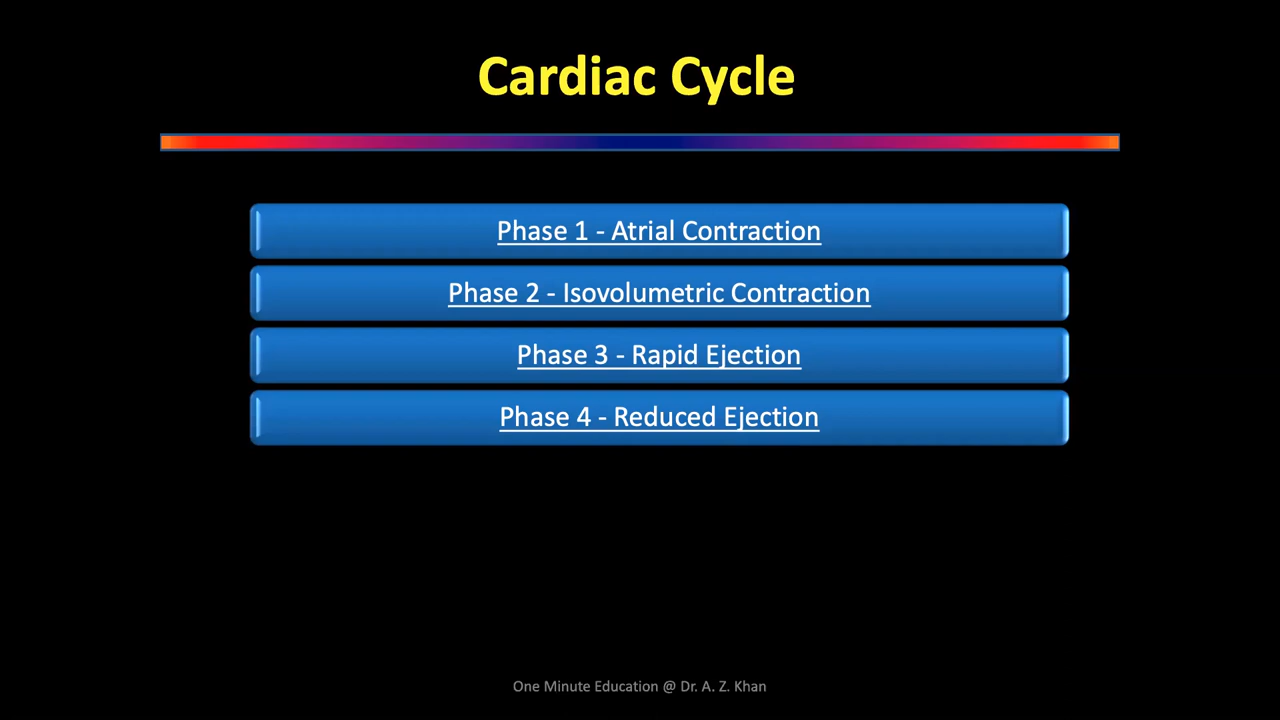 Cardiac Cycle
Phase 1 - Atrial Contraction
Phase 2 - Isovolumetric Contraction
Phase 3 - Rapid Ejection
Phase 4 - Reduced Ejection
One Minute Education @ Dr. A. Z. Khan